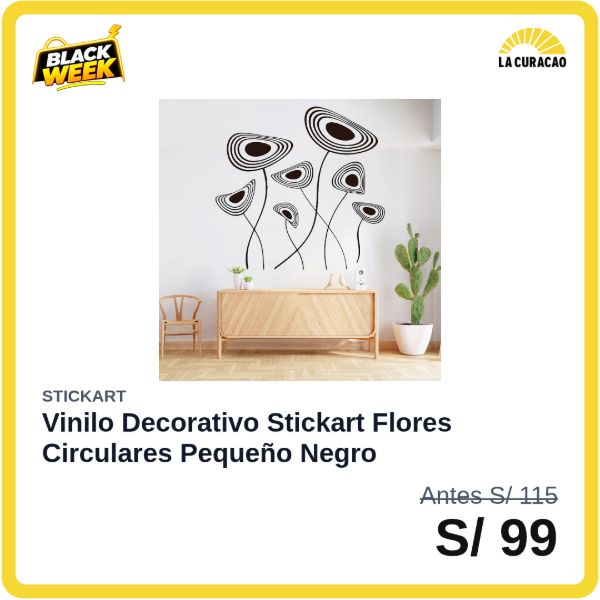 BLACK
WEEK
LA CURACAO
STICKART
Vinilo Decorativo Stickart Flores
Circulares Pequeño Negro
Antes S/ 115
S/ 99